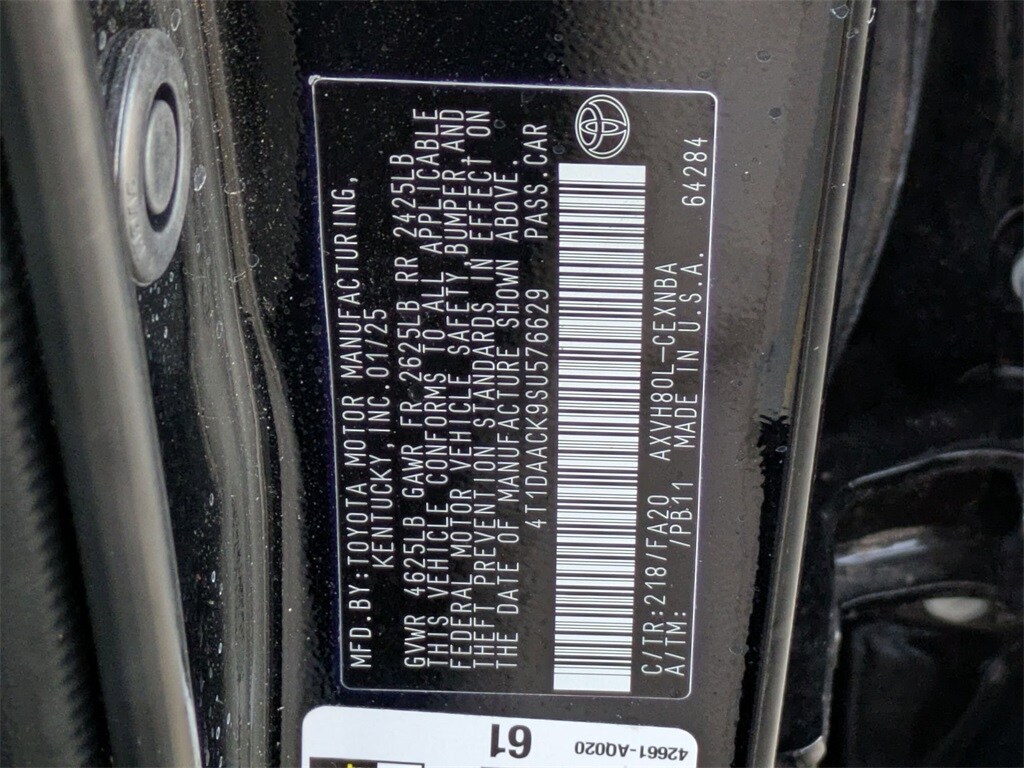 MFD.BY:TOYOTA MOTOR MANUFACTURING,
KENTUCKY, INC.01/25
GVWR 4625LB GAWR FR 2625LB RR 2425LB
THIS VEHICLE CONFORMS TO ALL APPLICABLE
FEDERAL MOTOR VEHICLE SAFETY,BUMPER,AND
THEFT PREVENTION STANDARDS IN EFFECT ON
THE DATE OF MANUFACTURE SHOWN ABOVE.
4T1DAACK9SU576629 PASS.CAR
C/TR:218/FA20 AXVH80L-CEXNBA
A/TM: /PB11 MADE IN U.S.A. 64284
42661-AQ020
61